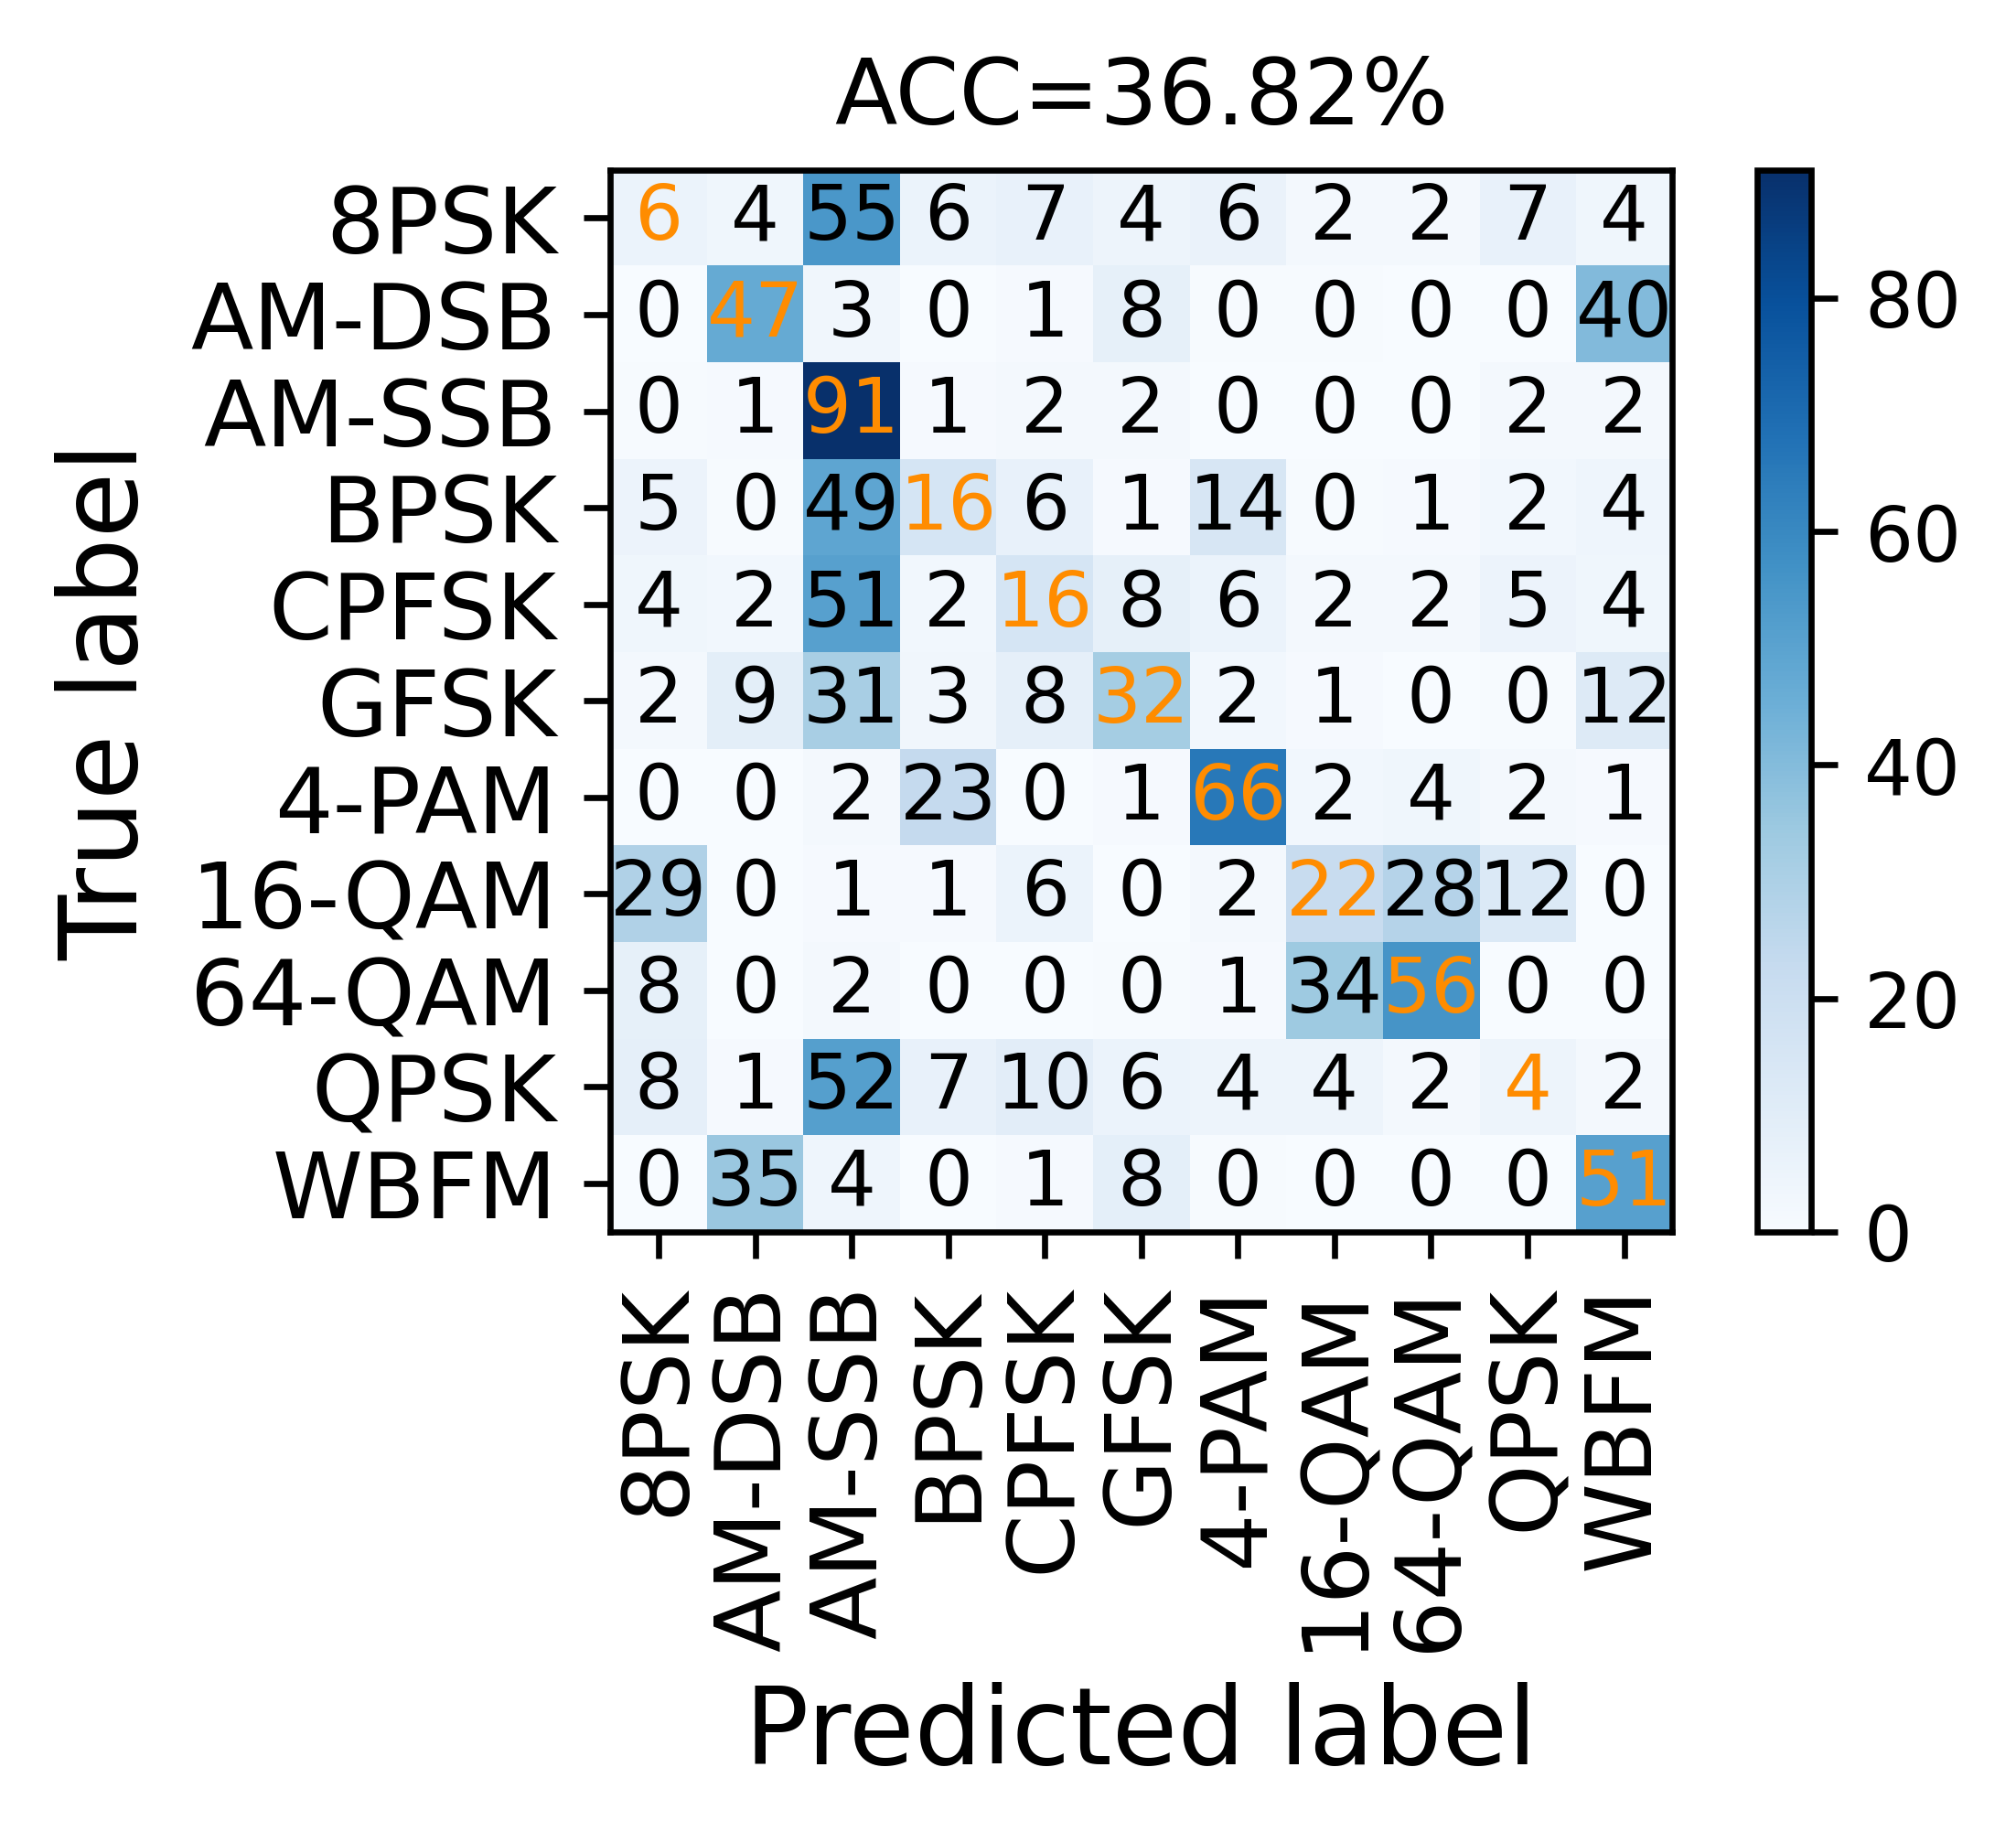 ACC=36.82%
True label
8PSK 6 4 55 6 7 4 6 2 2 7 4
AM-DSB 0 47 3 0 1 8 0 0 0 0 40
AM-SSB 0 1 91 1 2 2 0 0 0 2 2
BPSK 5 0 49 16 6 1 14 0 1 2 4
CPFSK 4 2 51 2 16 8 6 2 2 5 4
GFSK 2 9 31 3 8 32 2 1 0 0 12
4-PAM 0 0 2 23 0 1 66 2 4 2 1
16-QAM 29 0 1 1 6 0 2 22 28 12 0
64-QAM 8 0 2 0 0 0 1 34 56 0 0
QPSK 8 1 52 7 10 6 4 4 2 4 2
WBFM 0 35 4 0 1 8 0 0 0 0 51
8PSK AM-DSB AM-SSB BPSK CPFSK GFSK 4-PAM 16-QAM 64-QAM QPSK WBFM
Predicted label
80
60
40
20
0